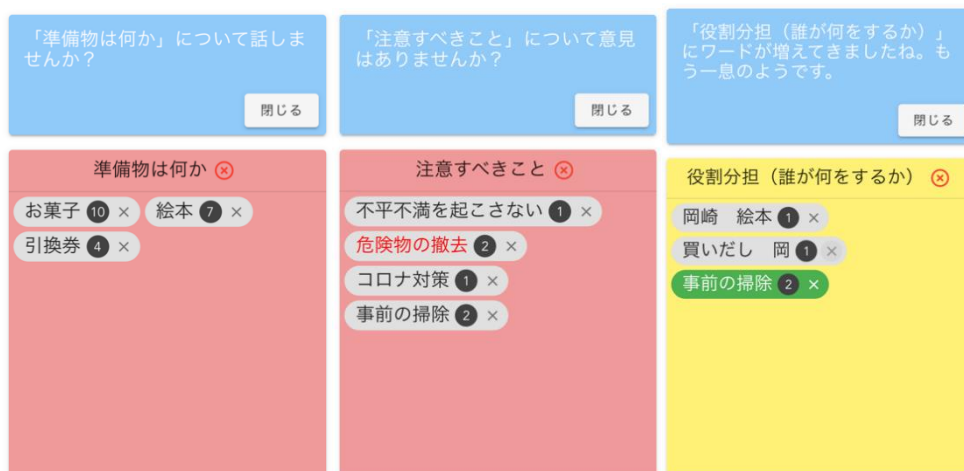 「準備物は何か」について話しま
せんか？
閉じる
準備物は何か
お菓子 10 × 絵本 7 ×
引換券 4 ×
「注意すべきこと」について意見
はありませんか？
閉じる
注意すべきこと
不平不満を起こさない 1 ×
危険物の撤去 2 ×
コロナ対策 1 ×
事前の掃除 2 ×
「役割分担（誰が何をするか）」
にワードが増えてきましたね。も
う一息のようです。
閉じる
役割分担（誰が何をするか）
岡崎　絵本 1 ×
買いだし　岡 1 ×
事前の掃除 2 ×